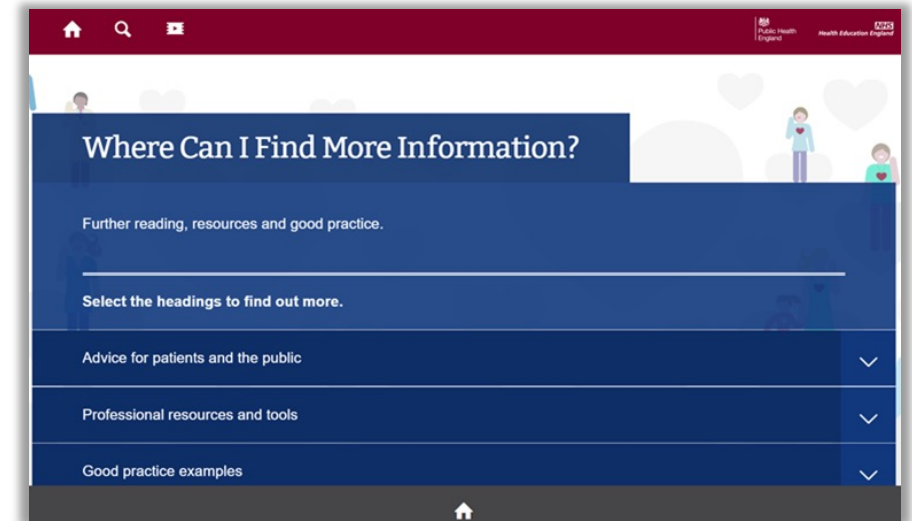 Public Health
England
NHS
Health Education England
Where Can I Find More Information?
Further reading, resources and good practice.
Select the headings to find out more.
Advice for patients and the public
Professional resources and tools
Good practice examples